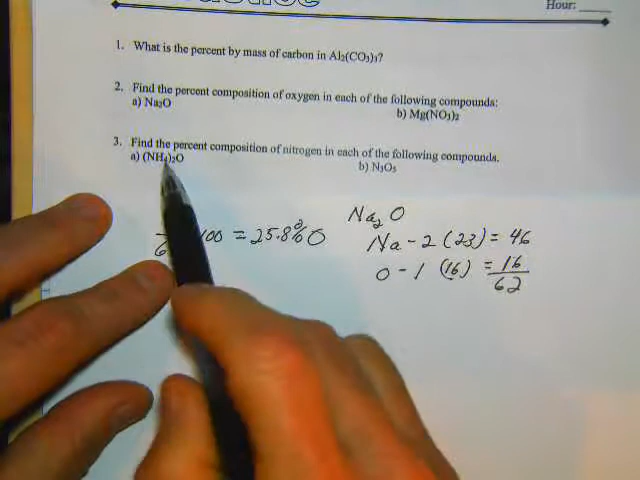 Hour:
1. What is the percent by mass of carbon in Al₂(CO₃)₃?
2. Find the percent composition of oxygen in each of the following compounds:
a) Na₂O b) Mg(NO₃)₂
3. Find the percent composition of nitrogen in each of the following compounds.
a) (NH₄)₂O b) N₃O₅
Na₂ O
100 = 25.8% O Na - 2 (23) = 46
O - 1 (16) = 16
62